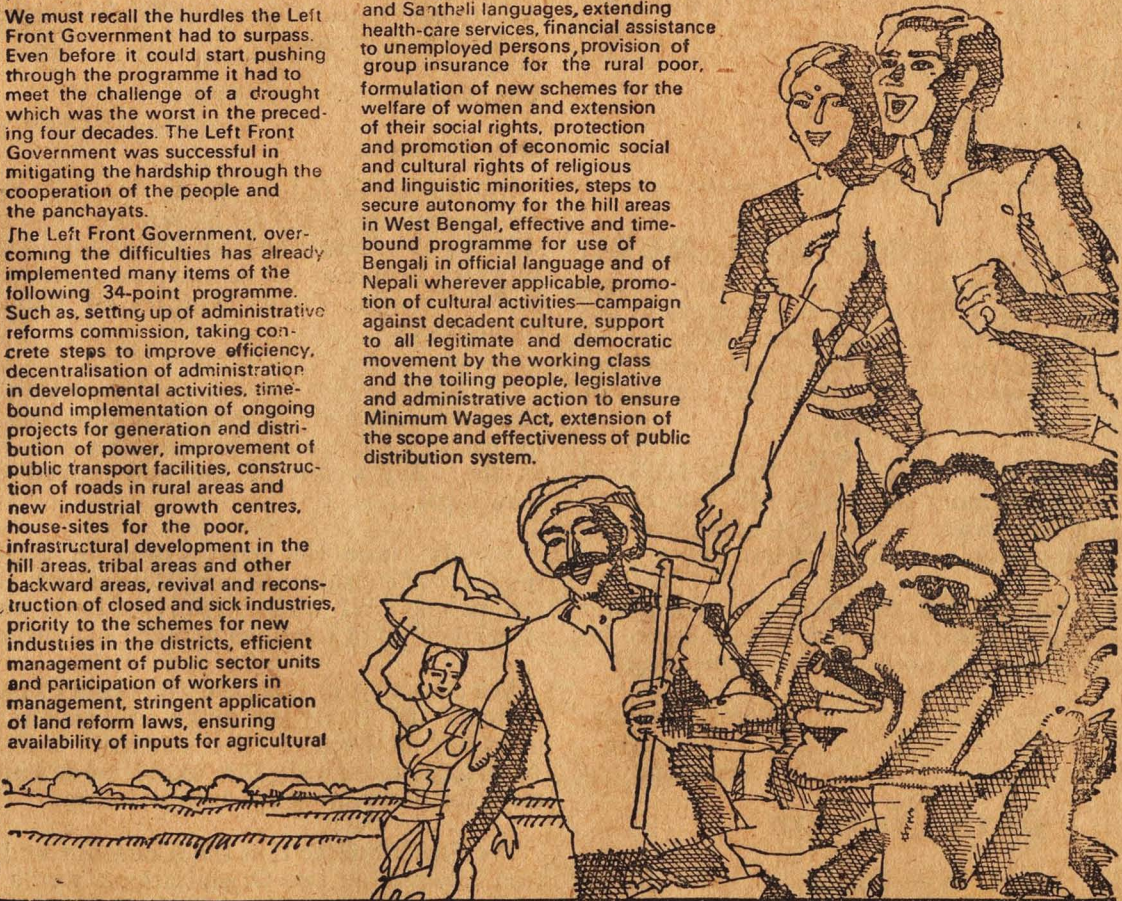 We must recall the hurdles the Left
Front Government had to surpass.
Even before it could start pushing
through the programme it had to
meet the challenge of a drought
which was the worst in the preced-
ing four decades. The Left Front
Government was successful in
mitigating the hardship through the
cooperation of the people and
the panchayats.
The Left Front Government, over-
coming the difficulties has already
implemented many items of the
following 34-point programme.
Such as, setting up of administrative
reforms commission, taking con-
crete steps to improve efficiency,
decentralisation of administration
in developmental activities, time-
bound implementation of ongoing
projects for generation and distri-
bution of power, improvement of
public transport facilities, construc-
tion of roads in rural areas and
new industrial growth centres,
house-sites for the poor,
infrastructural development in the
hill areas, tribal areas and other
backward areas, revival and recons-
truction of closed and sick industries,
priority to the schemes for new
industries in the districts, efficient
management of public sector units
and participation of workers in
management, stringent application
of land reform laws, ensuring
availability of inputs for agricultural
and Santhali languages, extending
health-care services, financial assistance
to unemployed persons, provision of
group insurance for the rural poor,
formulation of new schemes for the
welfare of women and extension
of their social rights, protection
and promotion of economic social
and cultural rights of religious
and linguistic minorities, steps to
secure autonomy for the hill areas
in West Bengal, effective and time-
bound programme for use of
Bengali in official language and of
Nepali wherever applicable, promo-
tion of cultural activities—campaign
against decadent culture, support
to all legitimate and democratic
movement by the working class
and the toiling people, legislative
and administrative action to ensure
Minimum Wages Act, extension of
the scope and effectiveness of public
distribution system.